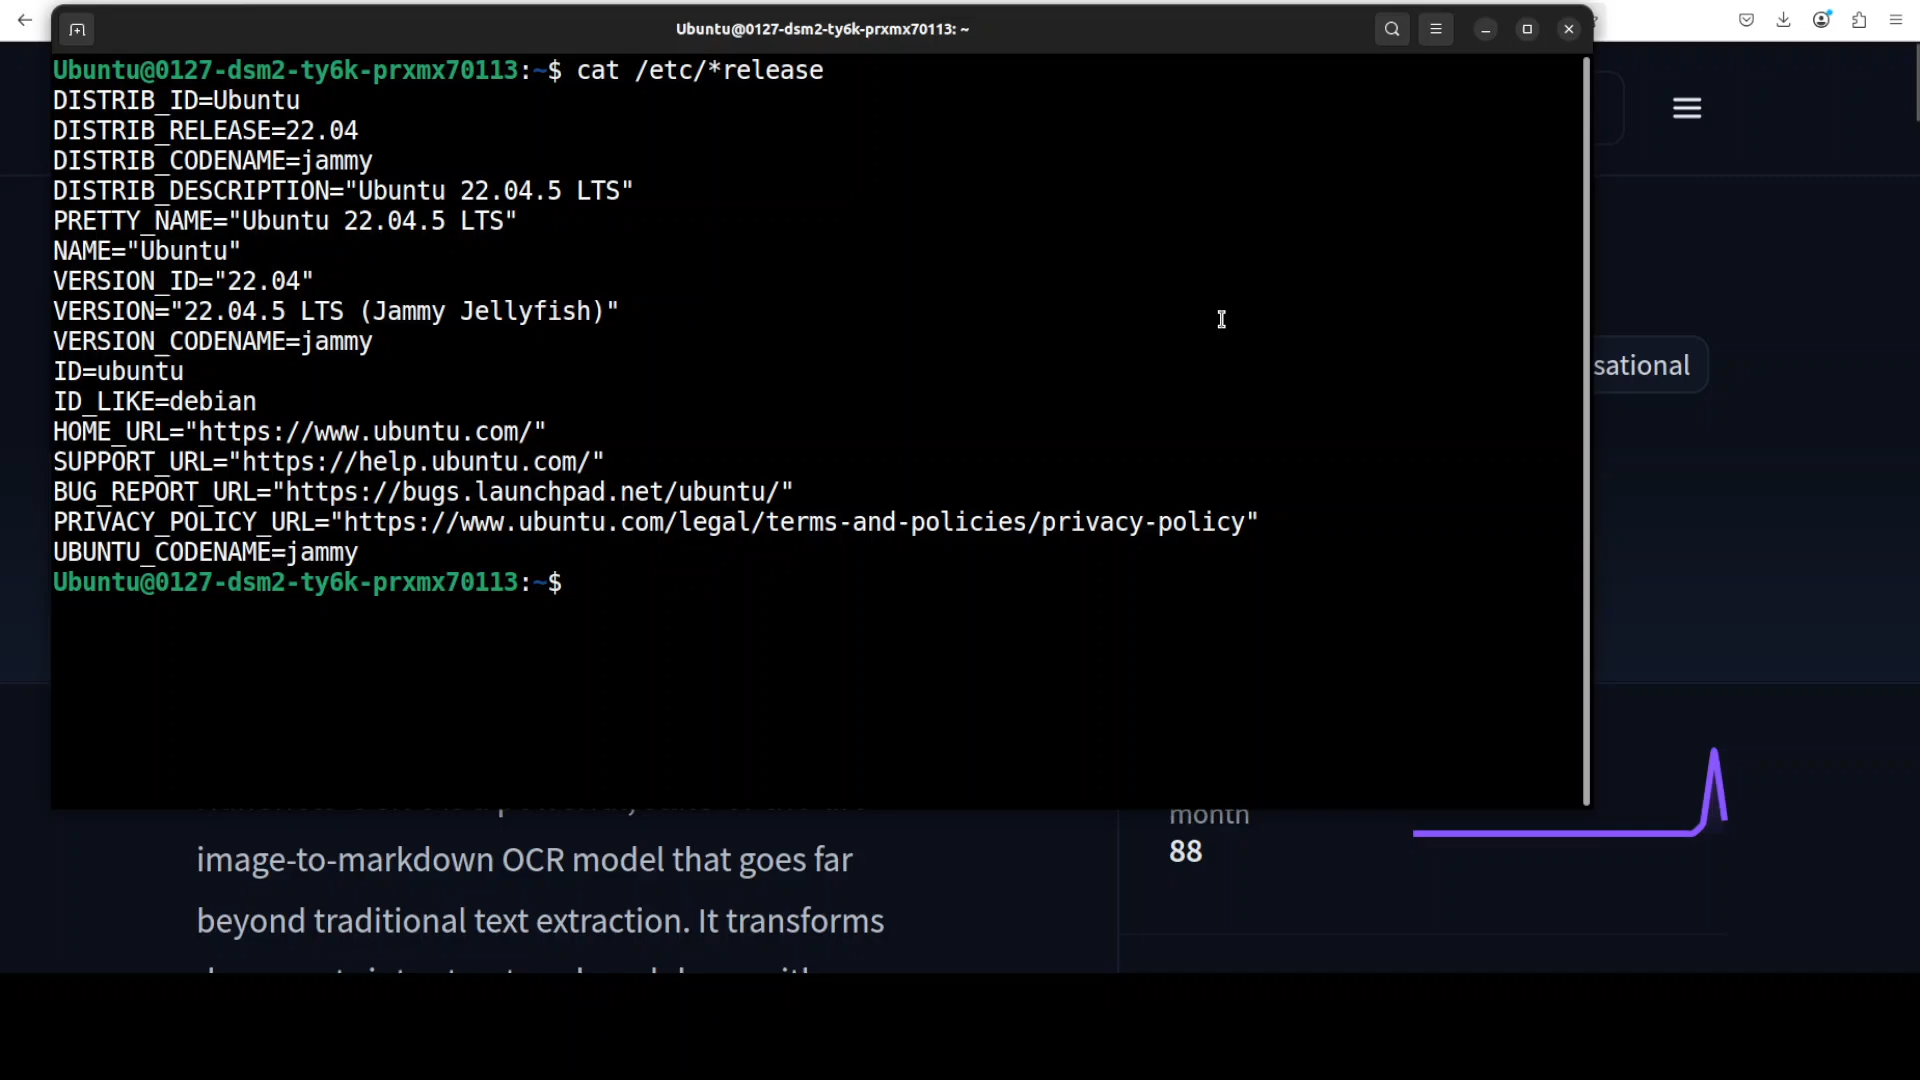 Ubuntu@0127-dsm2-ty6k-prxmx70113: ~
Ubuntu@0127-dsm2-ty6k-prxmx70113:~$ cat /etc/*release
DISTRIB_ID=Ubuntu
DISTRIB_RELEASE=22.04
DISTRIB_CODENAME=jammy
DISTRIB_DESCRIPTION="Ubuntu 22.04.5 LTS"
PRETTY_NAME="Ubuntu 22.04.5 LTS"
NAME="Ubuntu"
VERSION_ID="22.04"
VERSION="22.04.5 LTS (Jammy Jellyfish)"
VERSION_CODENAME=jammy
ID=ubuntu
ID_LIKE=debian
HOME_URL="https://www.ubuntu.com/"
SUPPORT_URL="https://help.ubuntu.com/"
BUG_REPORT_URL="https://bugs.launchpad.net/ubuntu/"
PRIVACY_POLICY_URL="https://www.ubuntu.com/legal/terms-and-policies/privacy-policy"
UBUNTU_CODENAME=jammy
Ubuntu@0127-dsm2-ty6k-prxmx70113:~$
sational
image-to-markdown OCR model that goes far
beyond traditional text extraction. It transforms
month
88